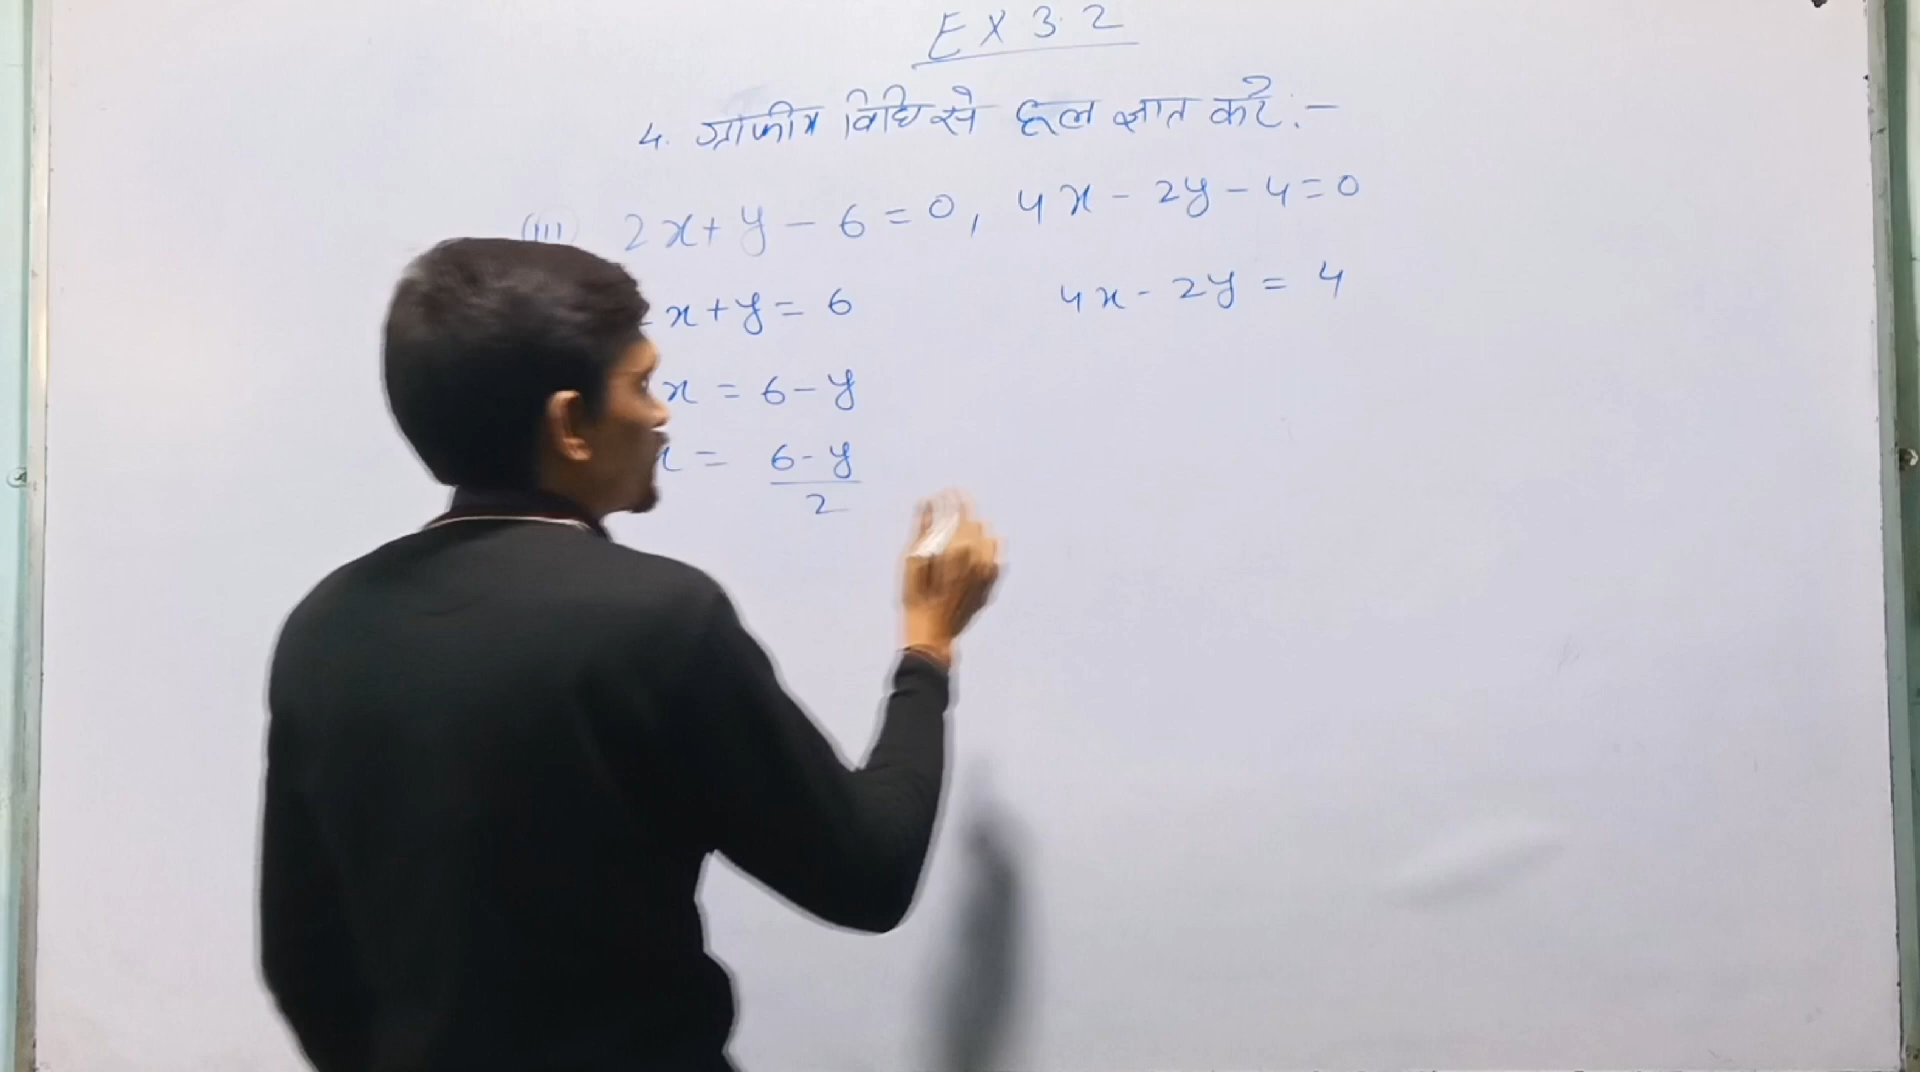 Ex 3.2
4. ग्राफीय विधि से हल ज्ञात करें :-
(iii) 2x + y - 6 = 0, 4x - 2y - 4 = 0
x + y = 6 4x - 2y = 4
x = 6 - y
= 6 - y
2